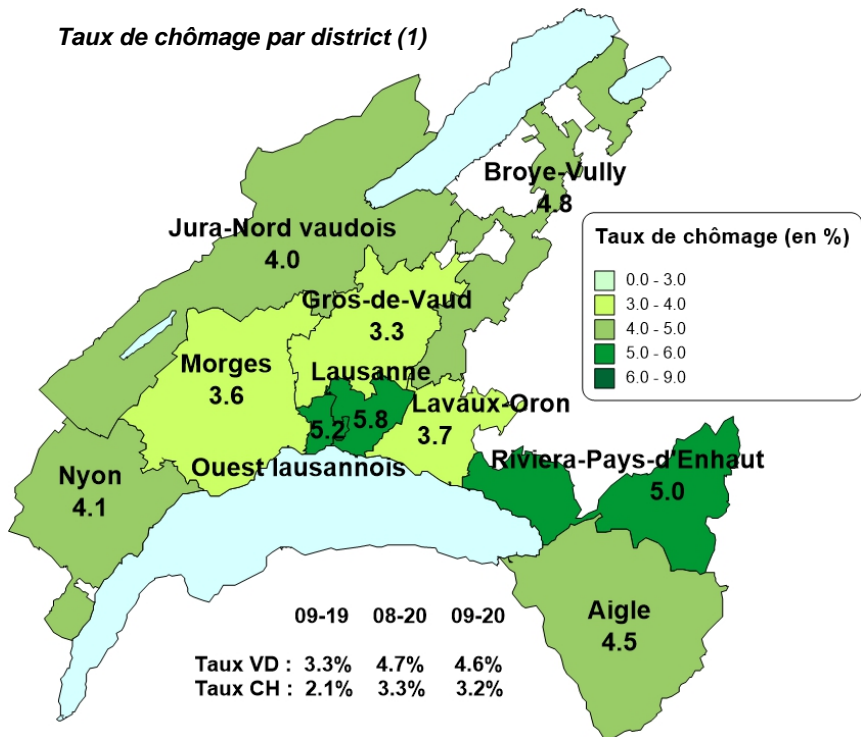 Taux de chômage par district (1)
Broye-Vully
4.8
Jura-Nord vaudois
4.0
Taux de chômage (en %)
0.0 - 3.0
3.0 - 4.0
4.0 - 5.0
5.0 - 6.0
6.0 - 9.0
Gros-de-Vaud
3.3
Morges
3.6
Lausanne
5.8
5.2
Lavaux-Oron
3.7
Ouest lausannois
Riviera-Pays-d'Enhaut
5.0
Nyon
4.1
Aigle
4.5
09-19 08-20 09-20
Taux VD : 3.3% 4.7% 4.6%
Taux CH : 2.1% 3.3% 3.2%